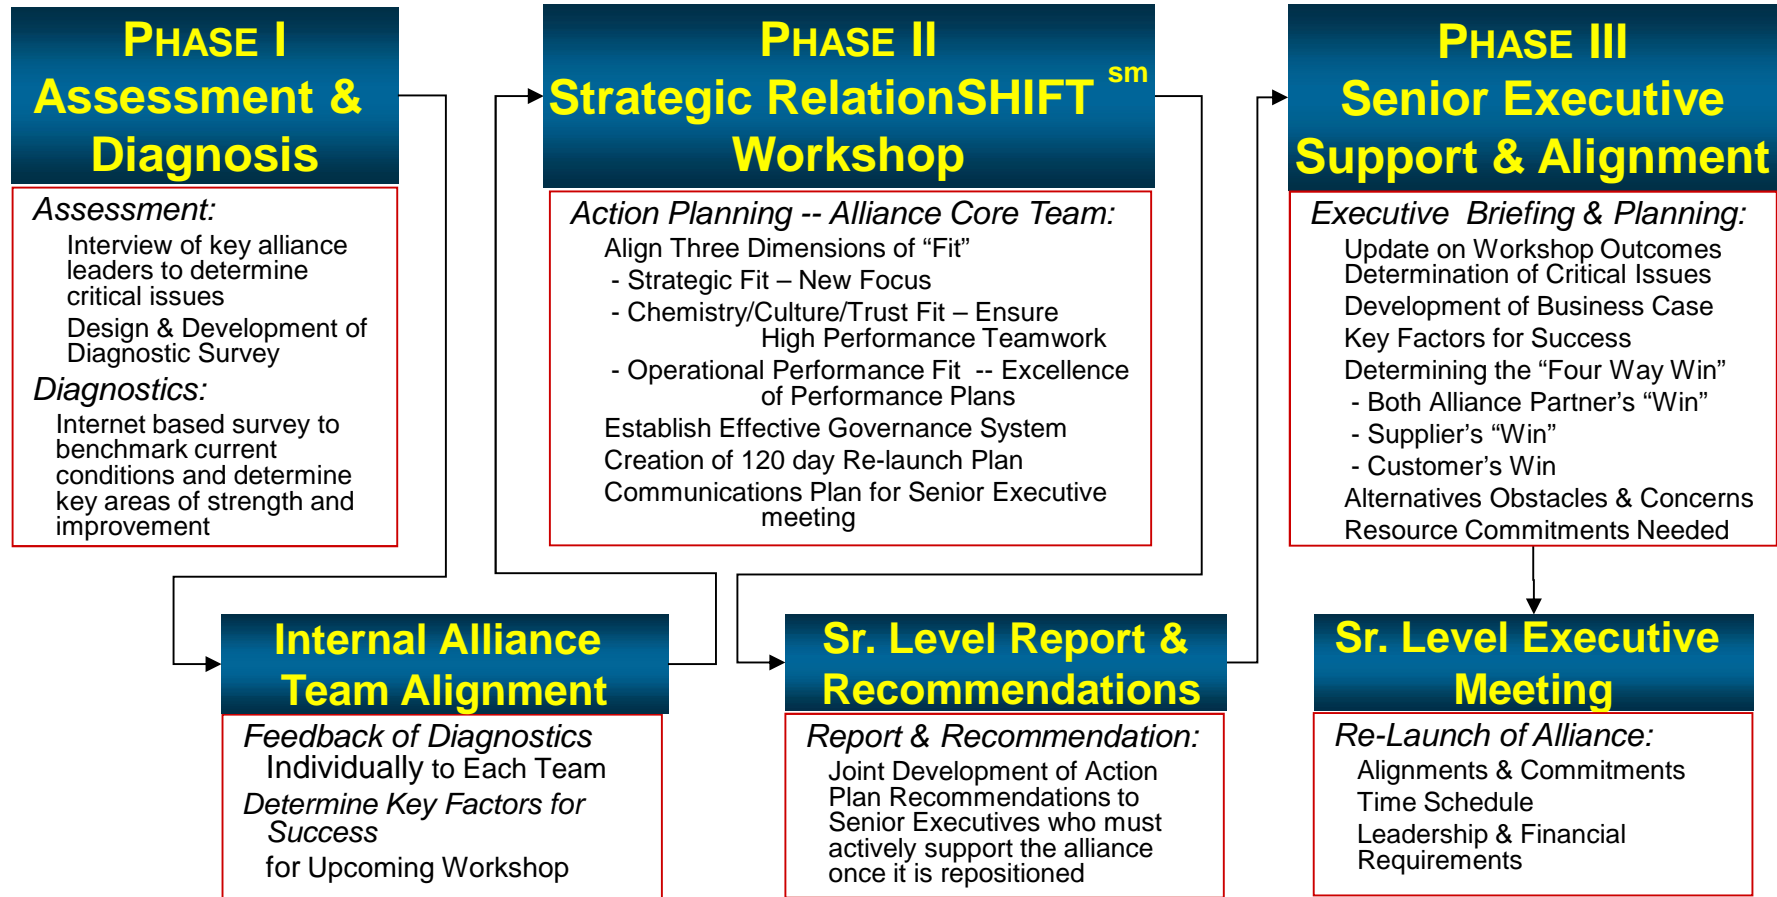 PHASE I
Assessment &
Diagnosis
Assessment:
Interview of key alliance
leaders to determine
critical issues
Design & Development of
Diagnostic Survey
Diagnostics:
Internet based survey to
benchmark current
conditions and determine
key areas of strength and
improvement
Internal Alliance
Team Alignment
Feedback of Diagnostics
Individually to Each Team
Determine Key Factors for
Success
for Upcoming Workshop
PHASE II
Strategic RelationSHIFT sm
Workshop
Action Planning -- Alliance Core Team:
Align Three Dimensions of “Fit”
- Strategic Fit – New Focus
- Chemistry/Culture/Trust Fit – Ensure
High Performance Teamwork
- Operational Performance Fit -- Excellence
of Performance Plans
Establish Effective Governance System
Creation of 120 day Re-launch Plan
Communications Plan for Senior Executive
meeting
Sr. Level Report &
Recommendations
Report & Recommendation:
Joint Development of Action
Plan Recommendations to
Senior Executives who must
actively support the alliance
once it is repositioned
PHASE III
Senior Executive
Support & Alignment
Executive Briefing & Planning:
Update on Workshop Outcomes
Determination of Critical Issues
Development of Business Case
Key Factors for Success
Determining the “Four Way Win”
- Both Alliance Partner’s “Win”
- Supplier’s “Win”
- Customer’s Win
Alternatives Obstacles & Concerns
Resource Commitments Needed
Sr. Level Executive
Meeting
Re-Launch of Alliance:
Alignments & Commitments
Time Schedule
Leadership & Financial
Requirements